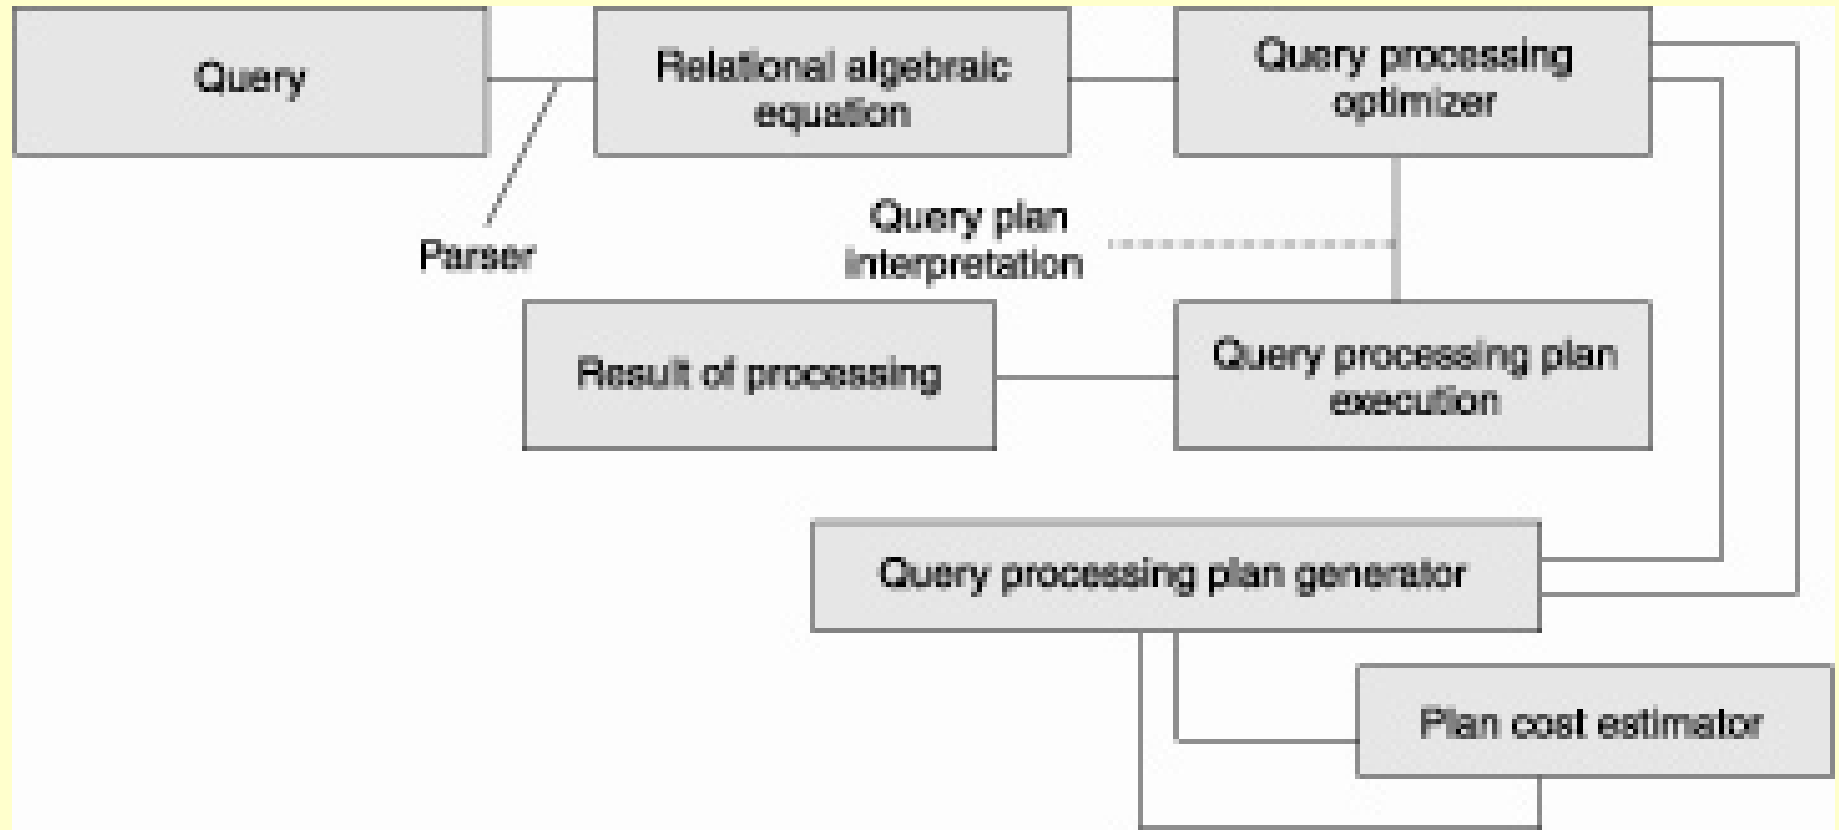 Query
Relational algebraic
equation
Query processing
optimizer
Parser
Query plan
interpretation
Result of processing
Query processing plan
execution
Query processing plan generator
Plan cost estimator